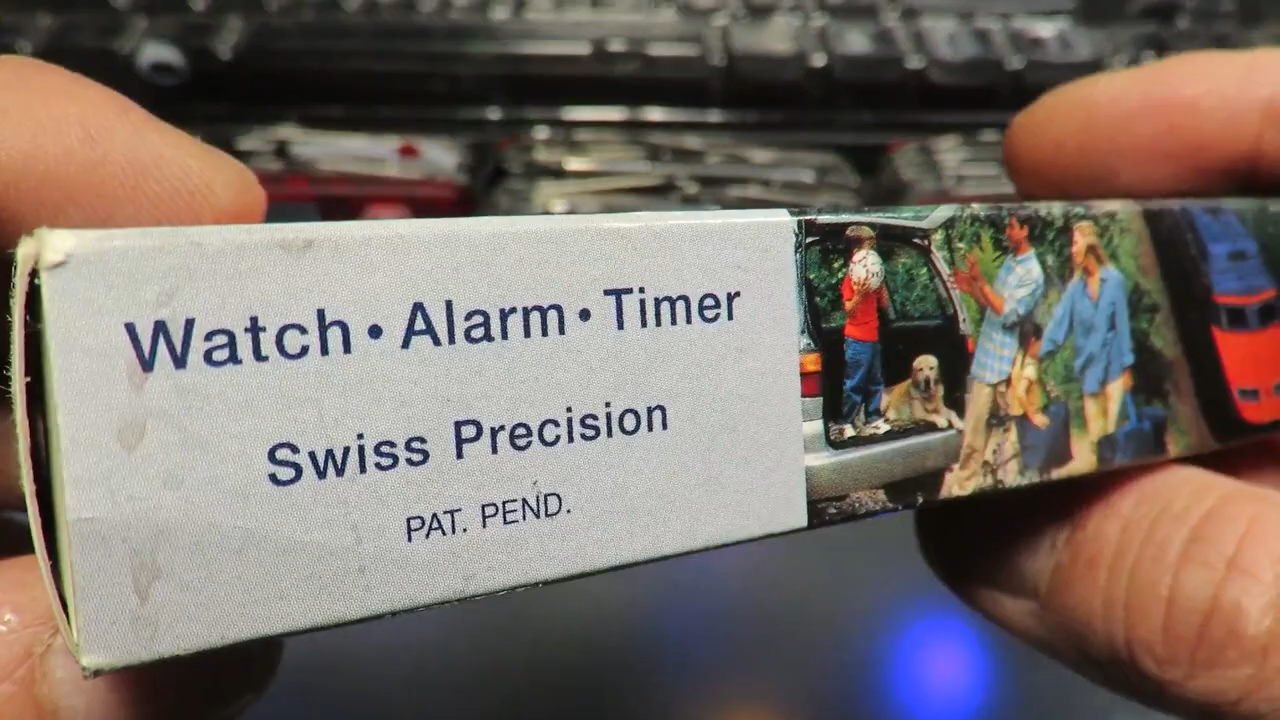 Watch • Alarm • Timer
Swiss Precision
PAT. PEND.